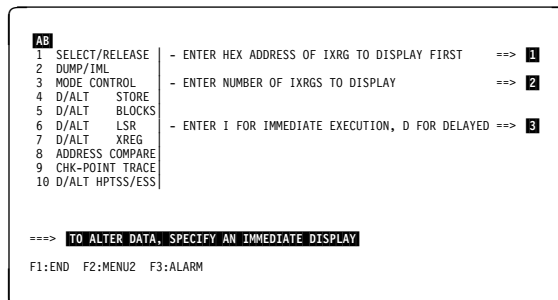 AB
1 SELECT/RELEASE - ENTER HEX ADDRESS OF IXRG TO DISPLAY FIRST ==> 1
2 DUMP/IML
3 MODE CONTROL - ENTER NUMBER OF IXRGS TO DISPLAY ==> 2
4 D/ALT STORE
5 D/ALT BLOCKS
6 D/ALT LSR - ENTER I FOR IMMEDIATE EXECUTION, D FOR DELAYED ==> 3
7 D/ALT XREG
8 ADDRESS COMPARE
9 CHK-POINT TRACE
10 D/ALT HPTSS/ESS
===> TO ALTER DATA, SPECIFY AN IMMEDIATE DISPLAY
F1:END F2:MENU2 F3:ALARM